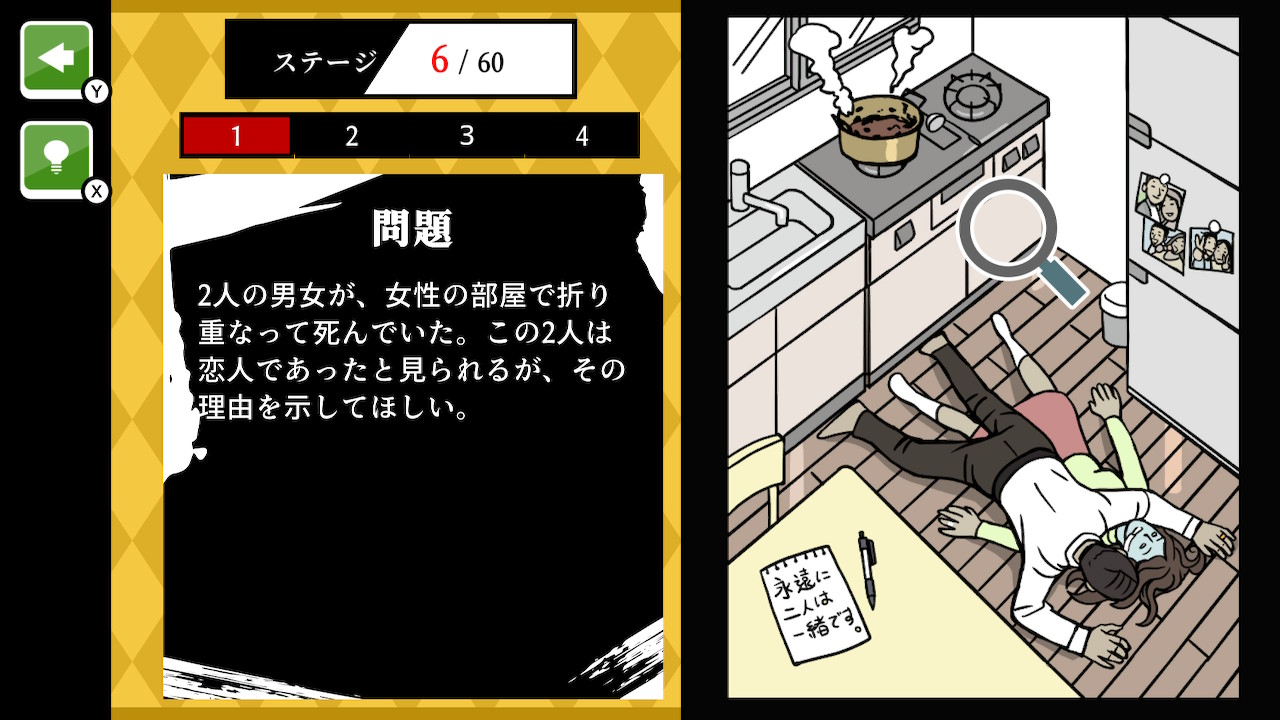 Y
X
ステージ 6 / 60
1 2 3 4
問題
2人の男女が、女性の部屋で折り
重なって死んでいた。この2人は
恋人であったと見られるが、その
理由を示してほしい。
永遠に
二人は
一緒です。